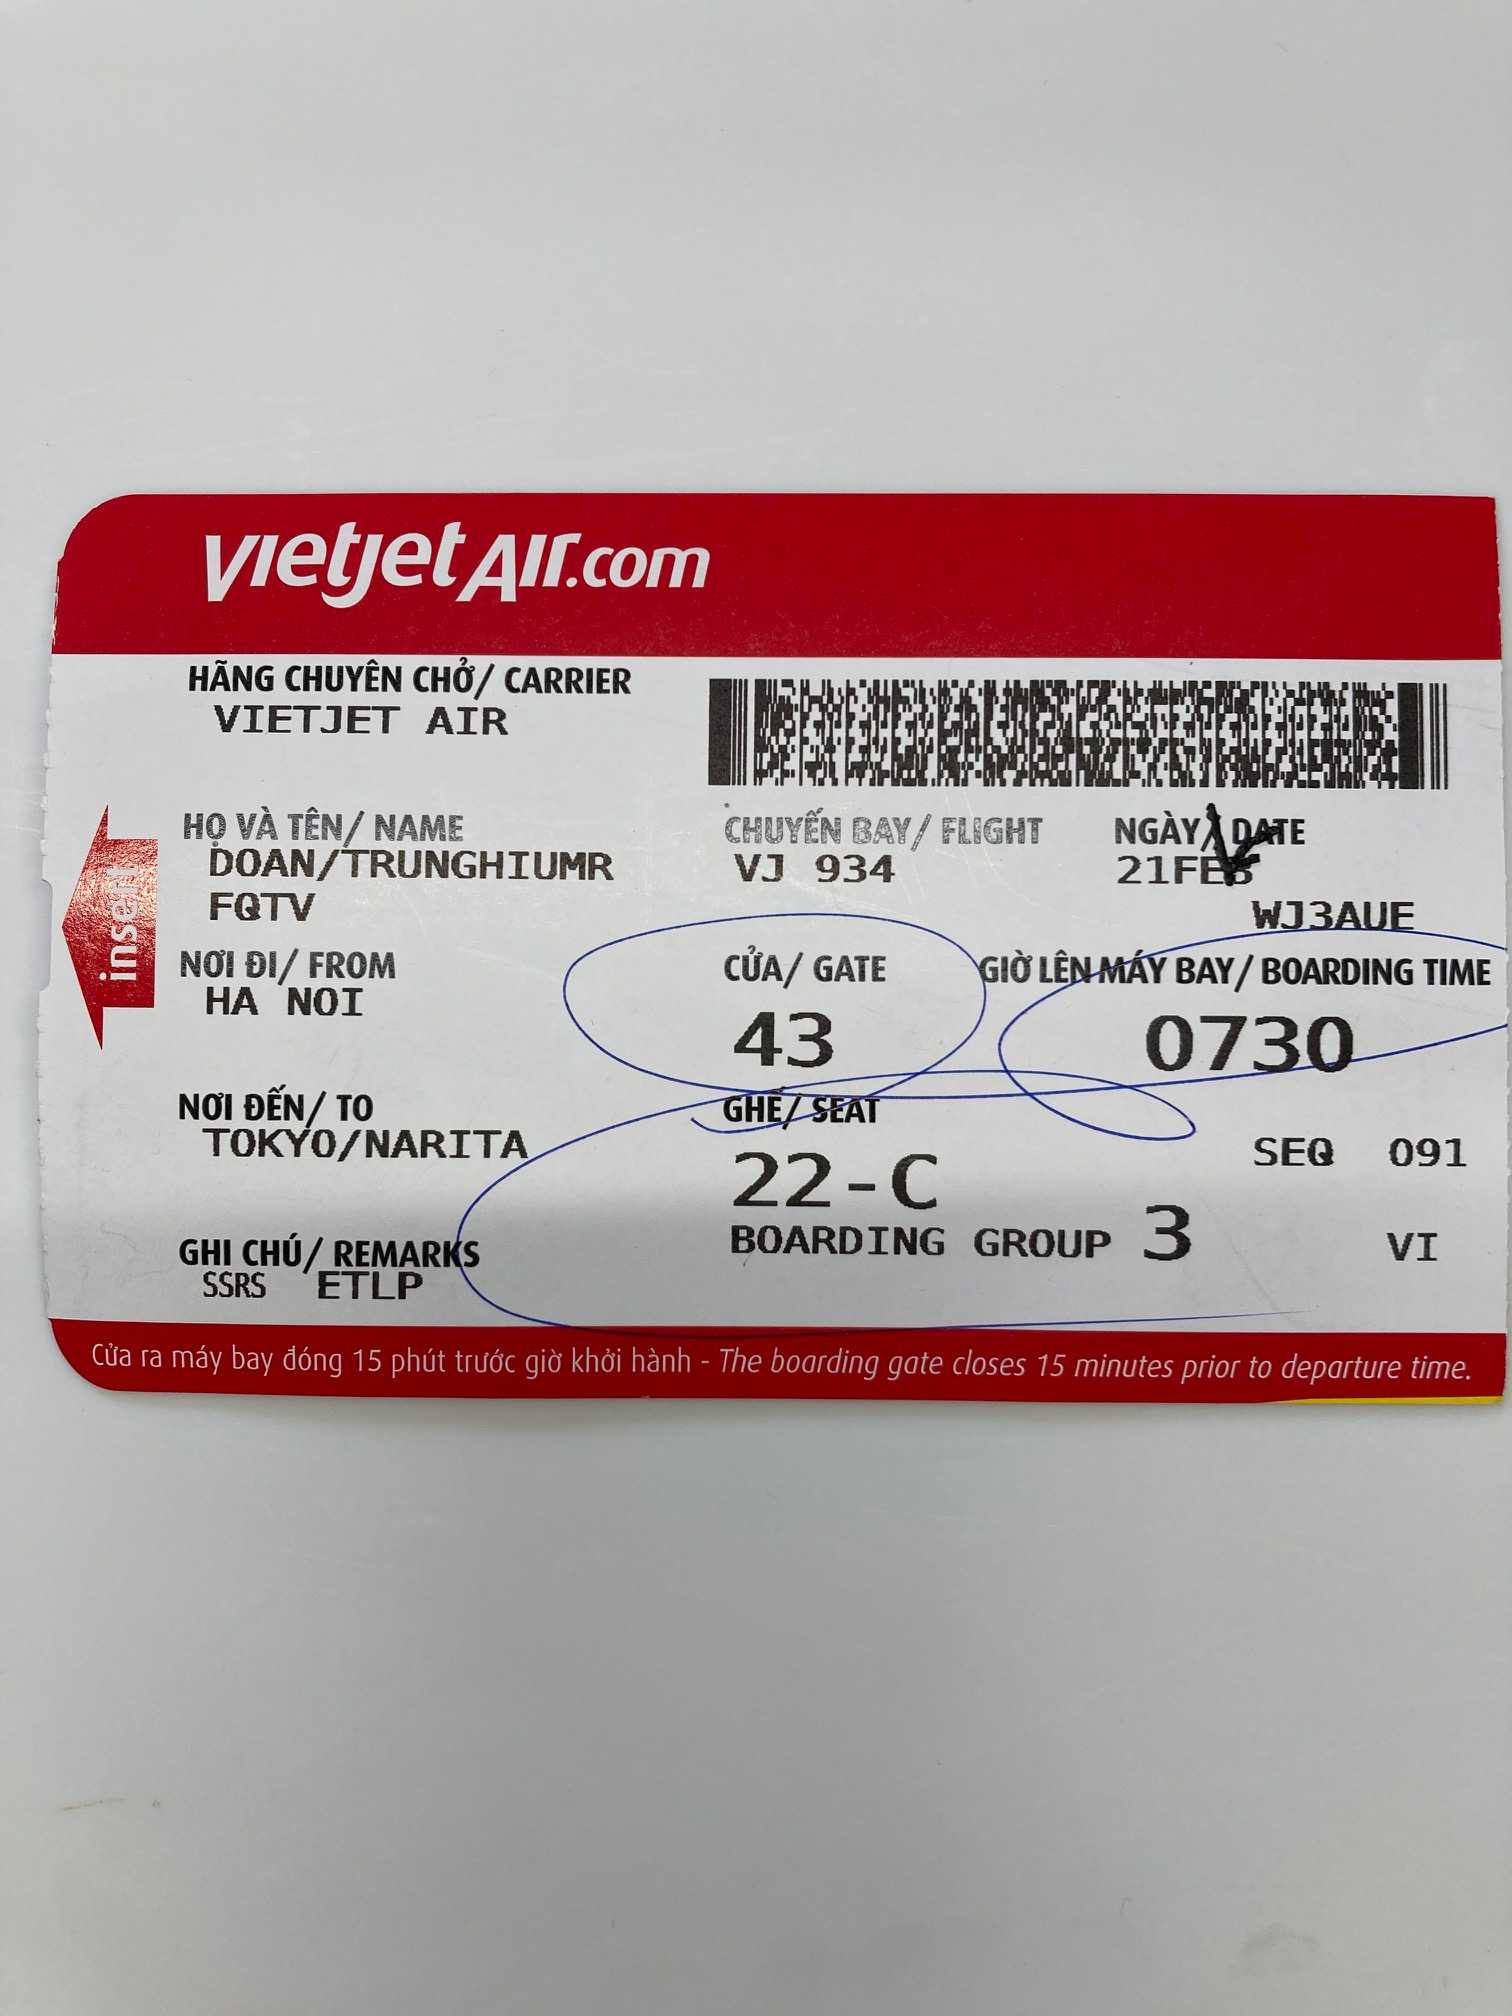 vietjetAir.com
HÃNG CHUYÊN CHỞ/ CARRIER
VIETJET AIR
HỌ VÀ TÊN/ NAME
DOAN/TRUNGHIUMR
FQTV
CHUYẾN BAY/ FLIGHT
VJ 934
NGÀY/ DATE
21FEB
WJ3AUE
insert
NƠI ĐI/ FROM
HA NOI
CỬA/ GATE
43
GIỜ LÊN MÁY BAY/ BOARDING TIME
0730
NƠI ĐẾN/ TO
TOKYO/NARITA
GHẾ/ SEAT
22-C
SEQ 091
BOARDING GROUP 3
VI
GHI CHÚ/ REMARKS
SSRS ETLP
Cửa ra máy bay đóng 15 phút trước giờ khởi hành - The boarding gate closes 15 minutes prior to departure time.